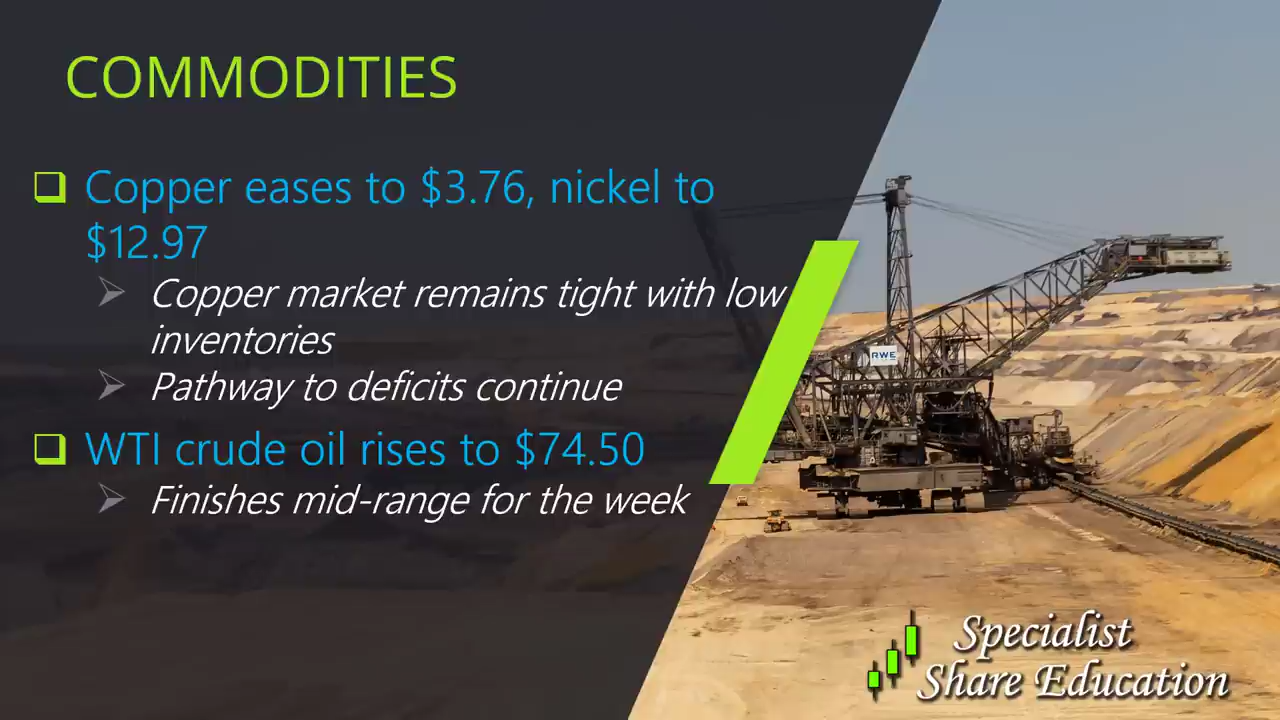 COMMODITIES
Copper eases to $3.76, nickel to
$12.97
Copper market remains tight with low
inventories
Pathway to deficits continue
WTI crude oil rises to $74.50
Finishes mid-range for the week
RWE
Specialist
Share Education